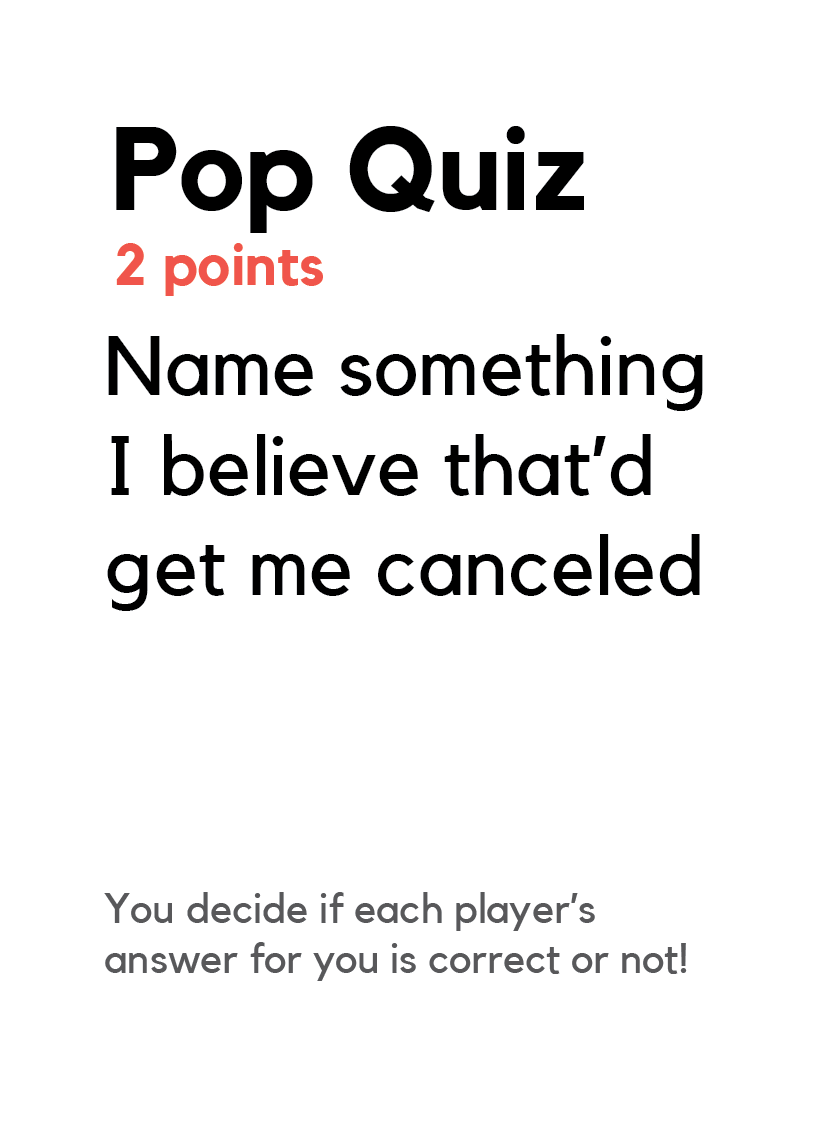 Pop Quiz
2 points
Name something
I believe that’d
get me canceled
You decide if each player’s
answer for you is correct or not!